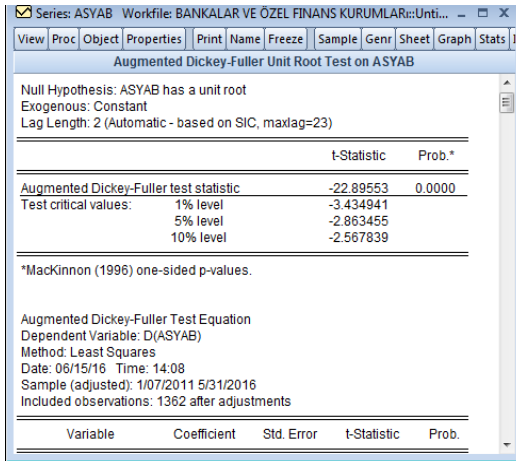 Series: ASYAB Workfile: BANKALAR VE ÖZEL FINANS KURUMLARı::Unti...
View Proc Object Properties Print Name Freeze Sample Genr Sheet Graph Stats
Augmented Dickey-Fuller Unit Root Test on ASYAB
Null Hypothesis: ASYAB has a unit root
Exogenous: Constant
Lag Length: 2 (Automatic - based on SIC, maxlag=23)
t-Statistic Prob.*
Augmented Dickey-Fuller test statistic -22.89553 0.0000
Test critical values: 1% level -3.434941
5% level -2.863455
10% level -2.567839
*MacKinnon (1996) one-sided p-values.
Augmented Dickey-Fuller Test Equation
Dependent Variable: D(ASYAB)
Method: Least Squares
Date: 06/15/16 Time: 14:08
Sample (adjusted): 1/07/2011 5/31/2016
Included observations: 1362 after adjustments
Variable Coefficient Std. Error t-Statistic Prob.